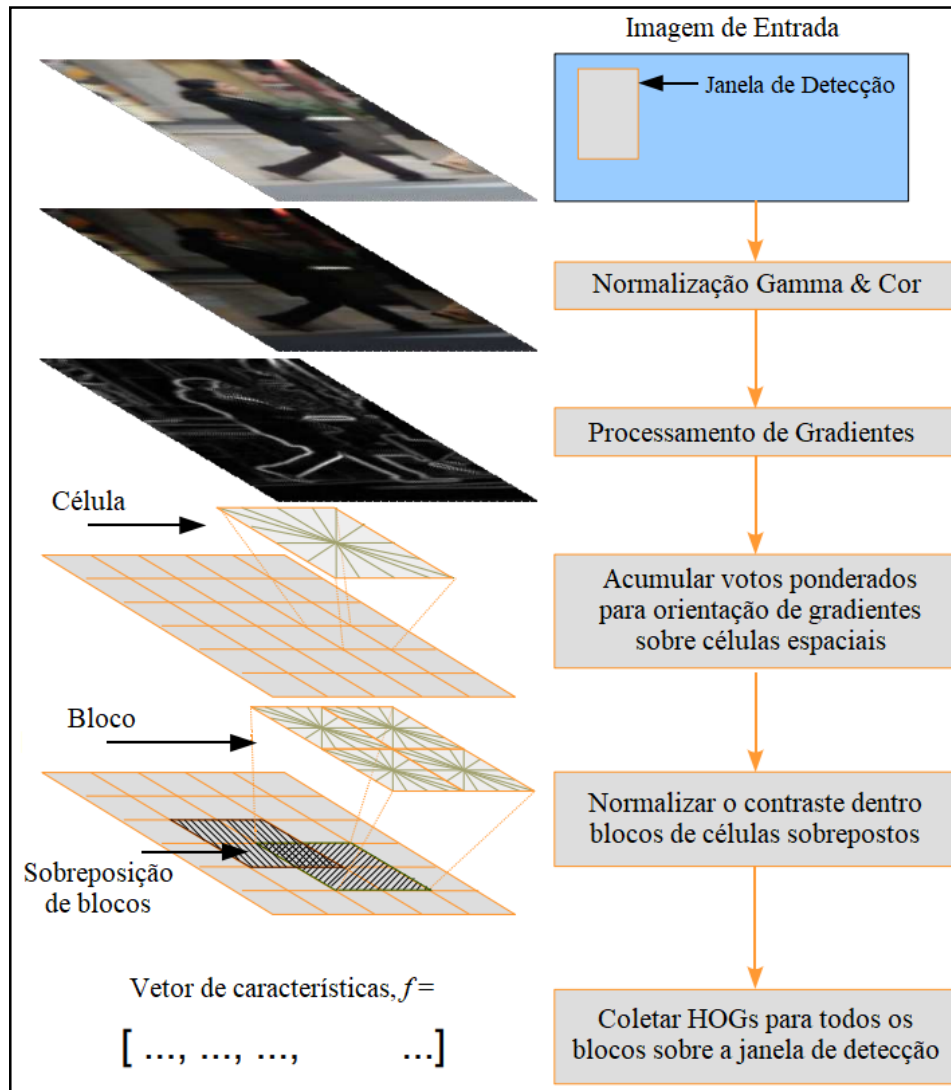 Imagem de Entrada
Janela de Detecção
Normalização Gamma & Cor
Processamento de Gradientes
Célula
Acumular votos ponderados
para orientação de gradientes
sobre células espaciais
Bloco
Normalizar o contraste dentro
blocos de células sobrepostos
Sobreposição
de blocos
Vetor de característicss, f =
[ ..., ..., ..., ...]
Coletar HOGs para todos os
blocos sobre a janela de detecção